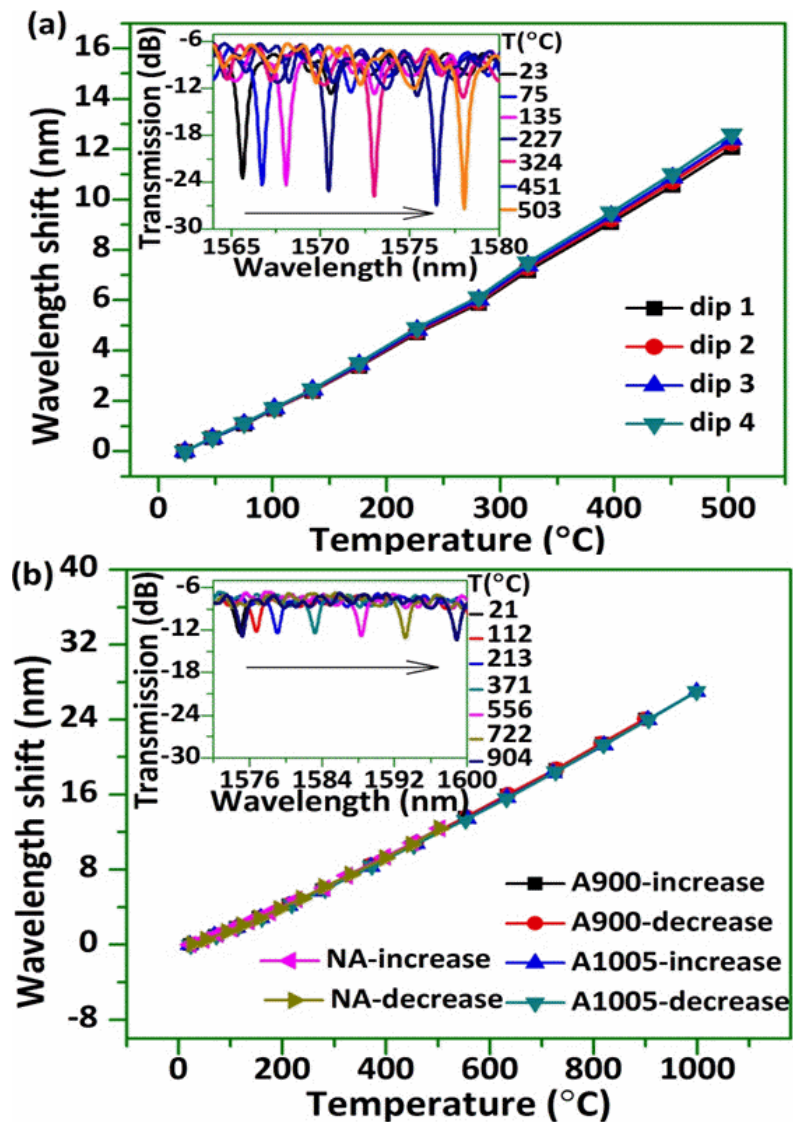 (a)
16
14
12
10
8
6
4
2
0
Wavelength shift (nm)
0 100 200 300 400 500
Temperature (°C)
Transmission (dB)
-6
-12
-18
-24
-30
1565 1570 1575 1580
Wavelength (nm)
T(°C)
23
75
135
227
324
451
503
dip 1
dip 2
dip 3
dip 4
(b)
40
32
24
16
8
0
-8
Wavelength shift (nm)
0 200 400 600 800 1000
Temperature (°C)
Transmission (dB)
-6
-12
-18
-24
-30
1576 1584 1592 1600
Wavelength (nm)
T(°C)
21
112
213
371
556
722
904
NA-increase
NA-decrease
A900-increase
A900-decrease
A1005-increase
A1005-decrease